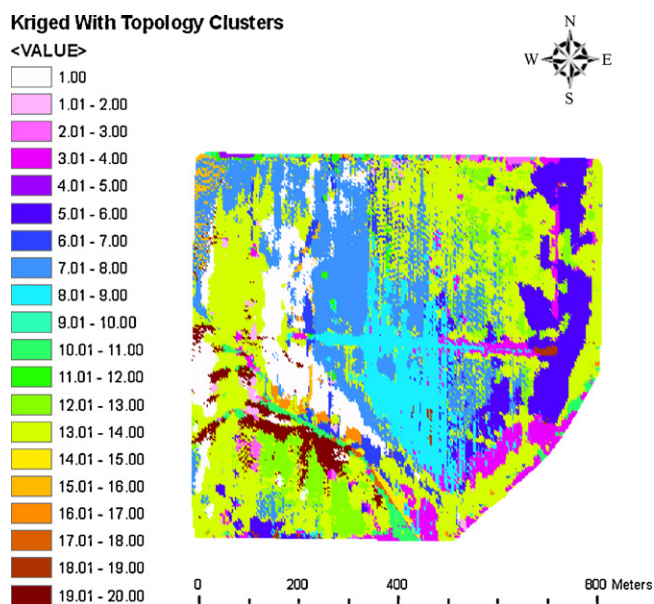 Kriged With Topology Clusters
<VALUE>
1.00
1.01 - 2.00
2.01 - 3.00
3.01 - 4.00
4.01 - 5.00
5.01 - 6.00
6.01 - 7.00
7.01 - 8.00
8.01 - 9.00
9.01 - 10.00
10.01 - 11.00
11.01 - 12.00
12.01 - 13.00
13.01 - 14.00
14.01 - 15.00
15.01 - 16.00
16.01 - 17.00
17.01 - 18.00
18.01 - 19.00
19.01 - 20.00
N
W E
S
0 200 400 800 Meters